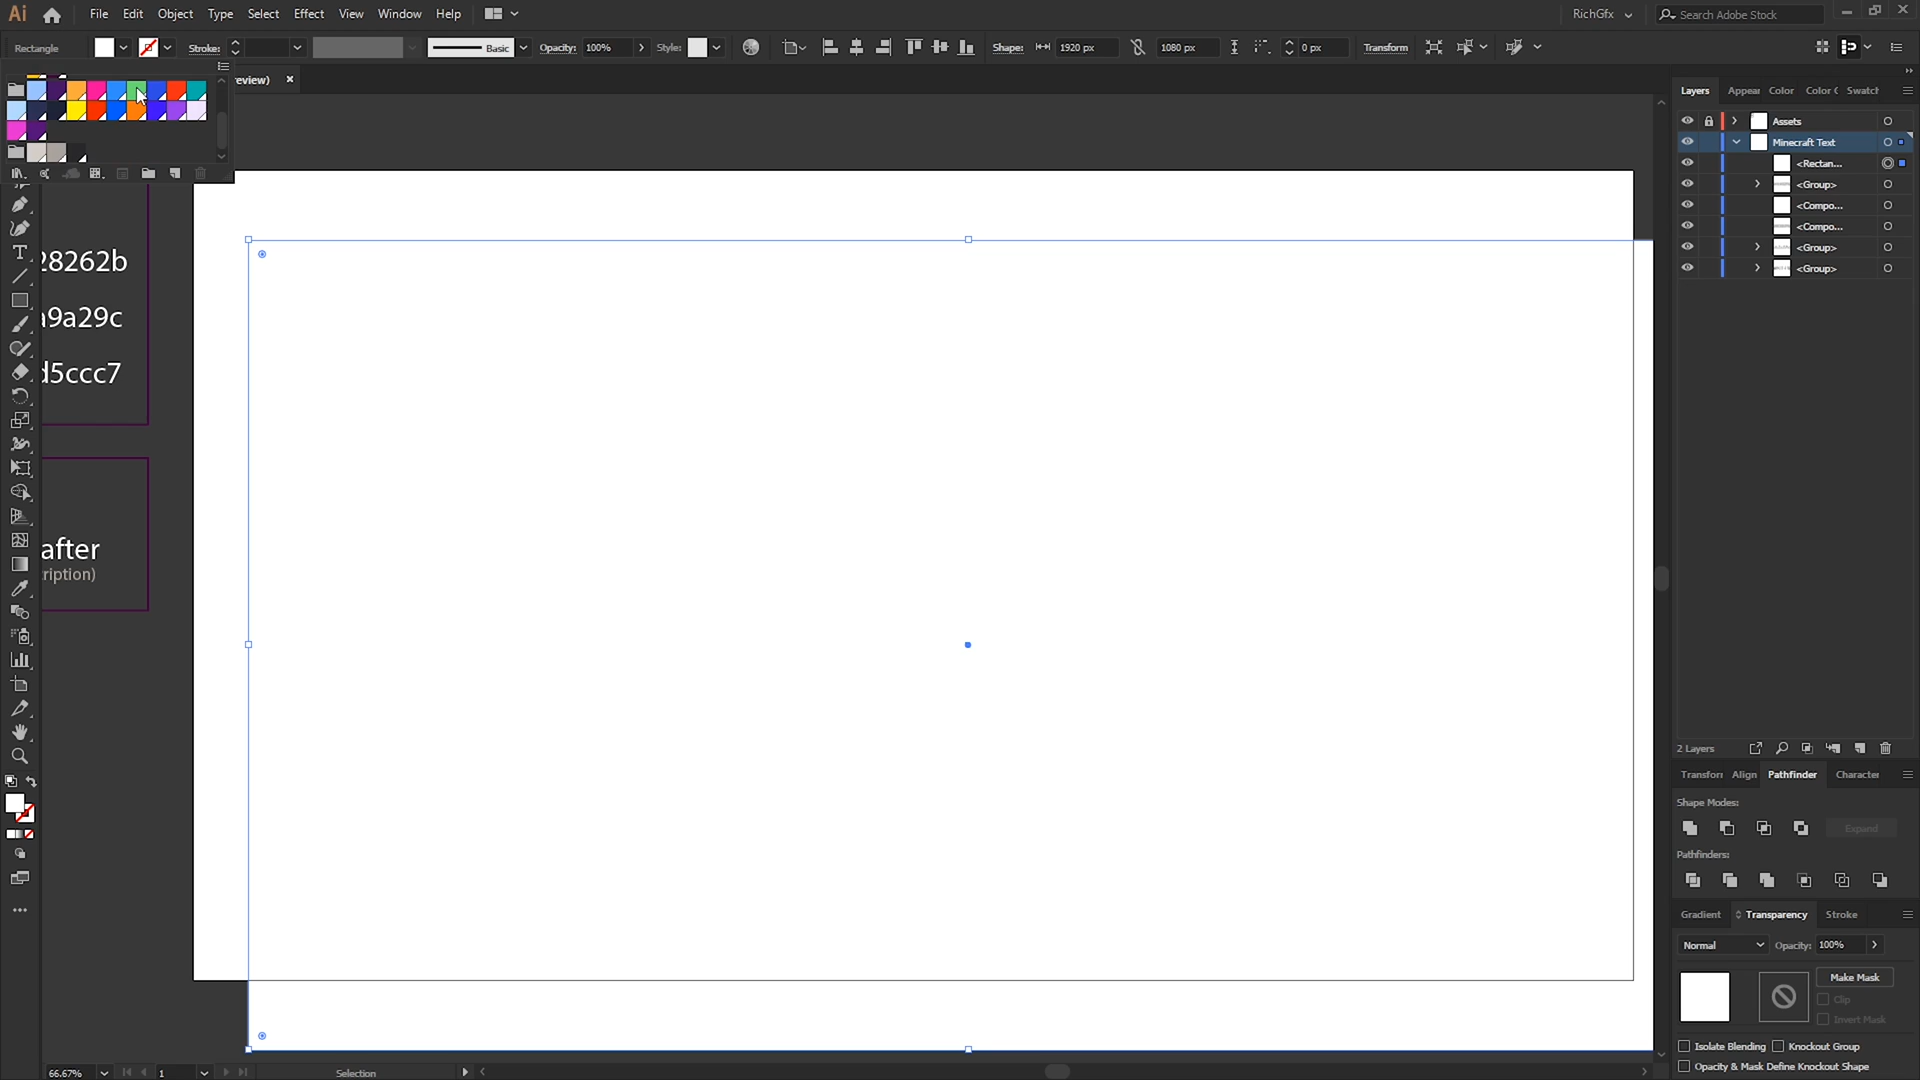 Ai File Edit Object Type Select Effect View Window Help RichGfx Search Adobe Stock
Rectangle Stroke: Basic Opacity: 100% Style: Shape: 1920 px 1080 px 0 px Transform
eview) ×
Layers Appear Color Color Swatch
Assets
Minecraft Text
<Rectan...
<Group>
<Compo...
<Compo...
<Group>
<Group>
28262b
a9a29c
d5ccc7
after
ription)
2 Layers
Transfor Align Pathfinder Character
Shape Modes:
Expand
Pathfinders:
Gradient Transparency Stroke
Normal Opacity: 100%
Make Mask
Clip
Invert Mask
Isolate Blending Knockout Group
Opacity & Mask Define Knockout Shape
66.67% 1 Selection